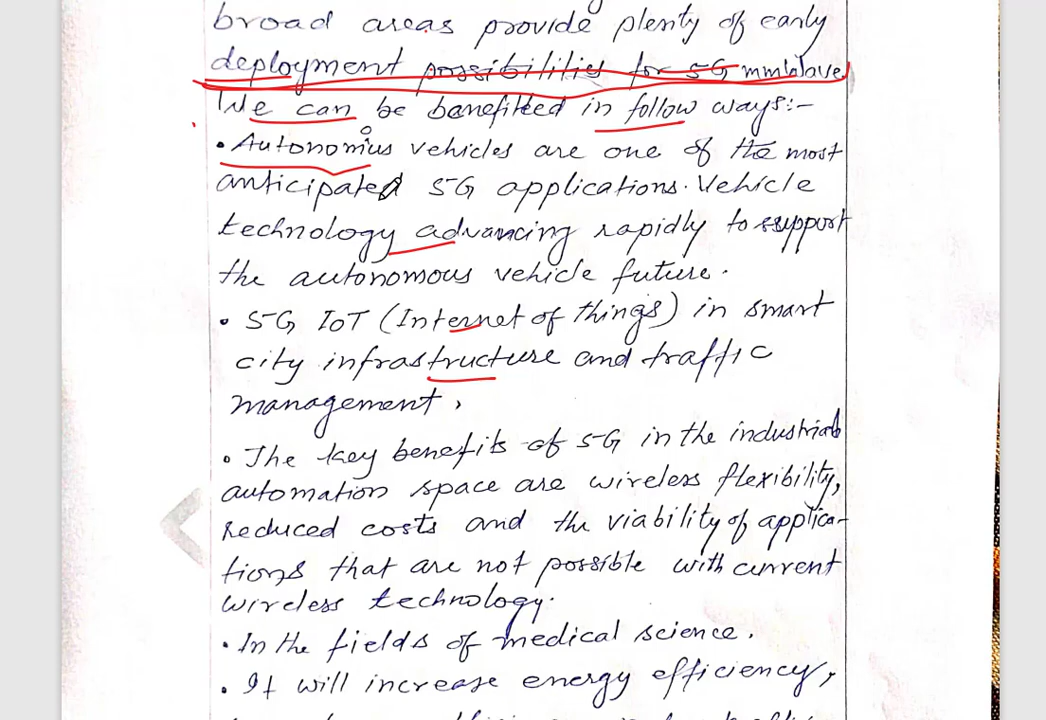 broad areas provide plenty of early
deployment possibilities for 5G mmWave
We can be benefitted in follow ways:-
• Autonomous vehicles are one of the most
anticipated 5G applications. Vehicle
technology advancing rapidly to support
the autonomous vehicle future.
• 5G IoT (Internet of things) in smart
city infrastructure and traffic
management,
• The key benefits of 5G in the industrial
automation space are wireless flexibility,
Reduced costs and the viability of applica-
tions that are not possible with current
wireless technology.
• In the fields of medical science.
• It will increase energy efficiency,